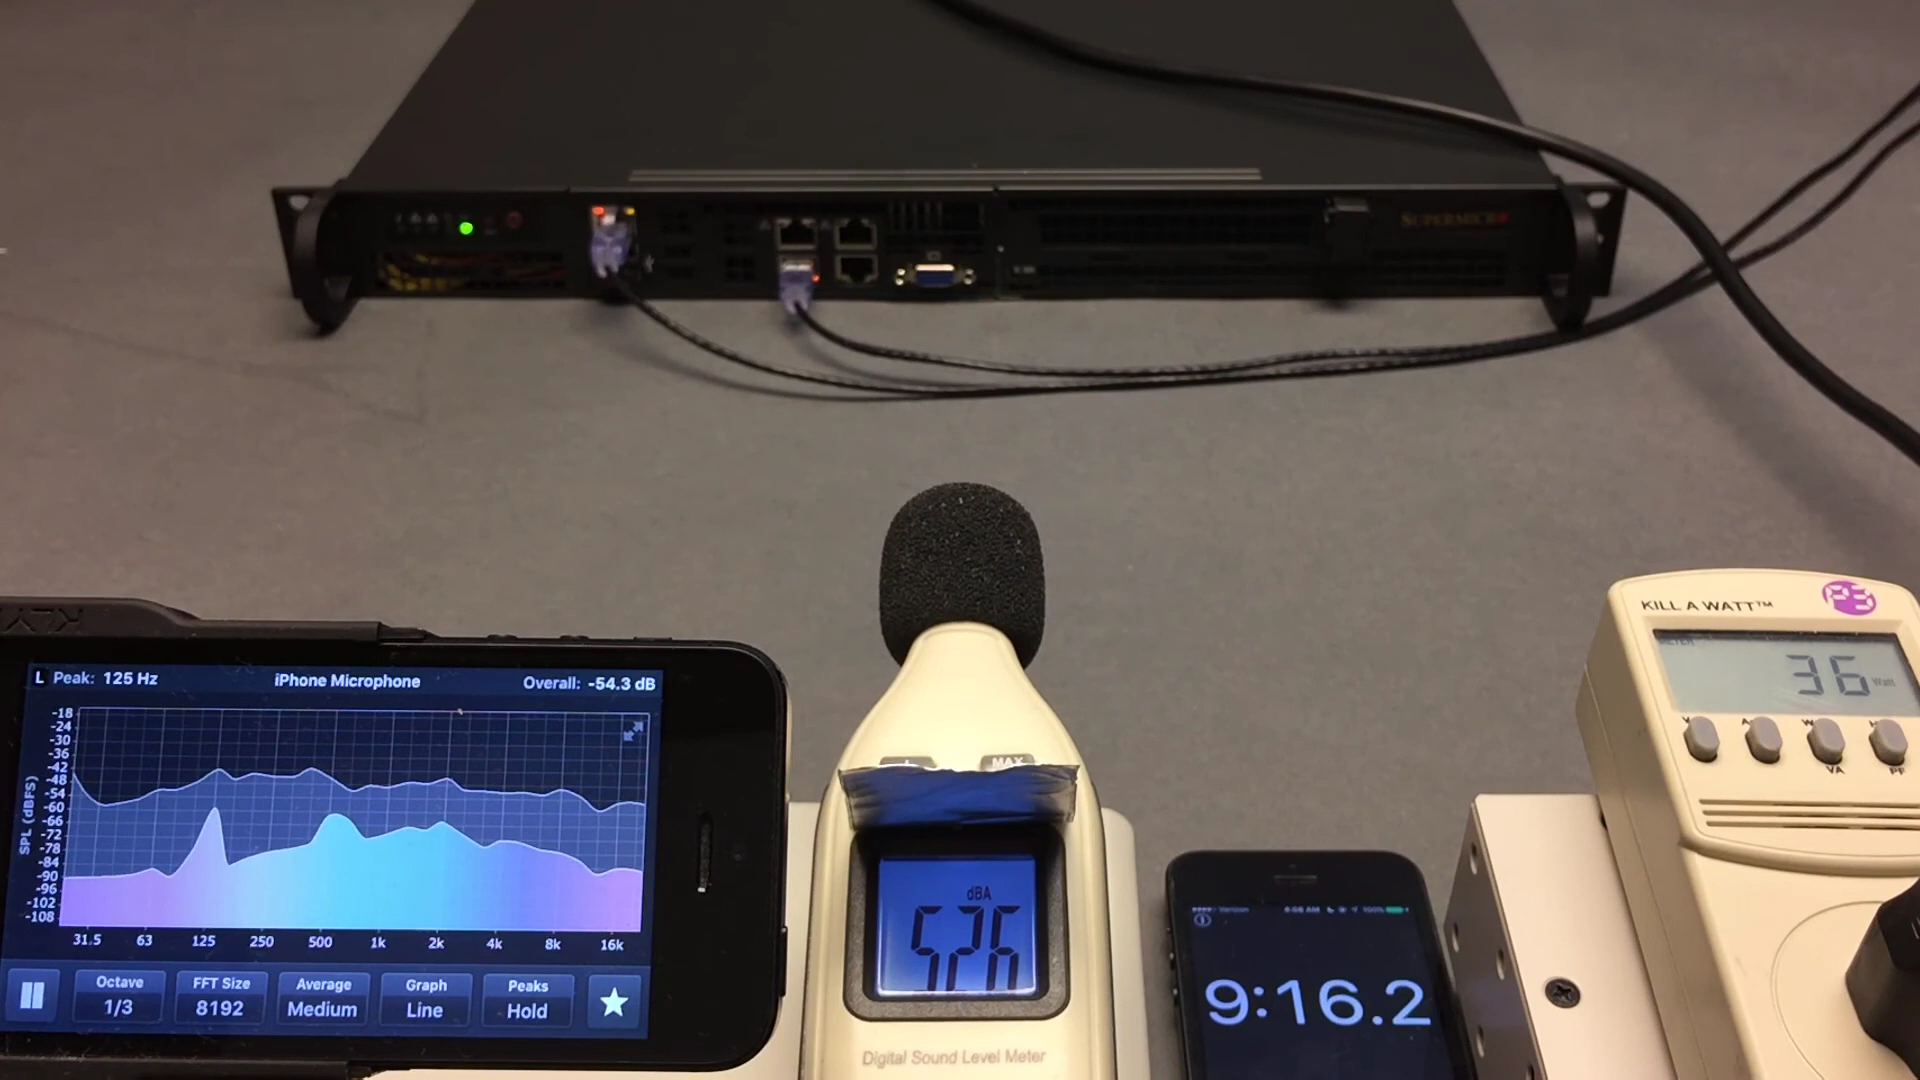 SUPERMICRO
KILL A WATT™
P3
36 Watt
VA
L Peak: 125 Hz
iPhone Microphone
Overall: -54.3 dB
-18
-24
-30
-36
-42
-48
-54
-60
-66
-72
-78
-84
-90
-96
-102
-108
SPL (dBFS)
31.5 63 125 250 500 1k 2k 4k 8k 16k
Octave
1/3
FFT Size
8192
Average
Medium
Graph
Line
Peaks
Hold
MAX
dBA
52.6
Digital Sound Level Meter
9:16.2